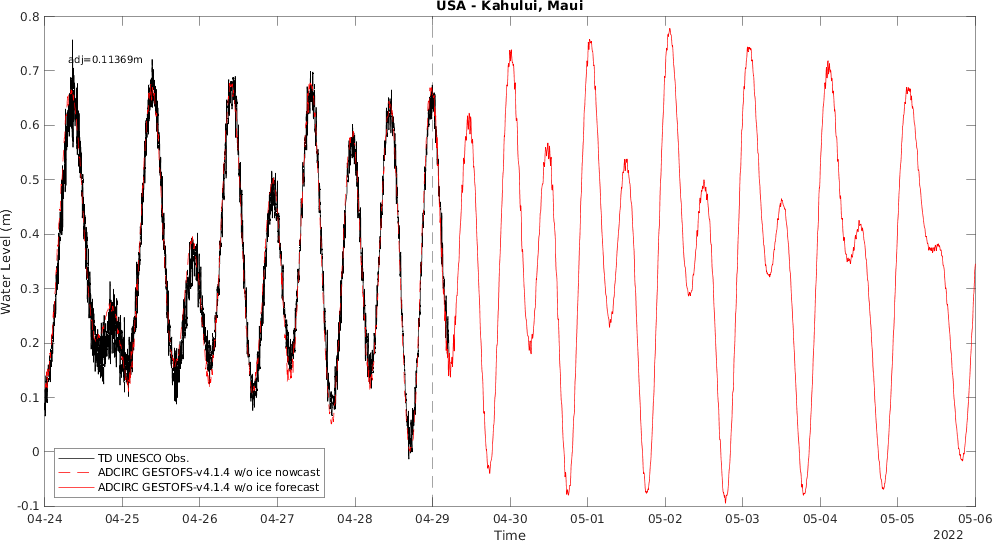 USA - Kahului, Maui
adj=0.11369m
0.8
0.7
0.6
0.5
0.4
0.3
0.2
0.1
0
-0.1
Water Level (m)
TD UNESCO Obs.
ADCIRC GESTOFS-v4.1.4 w/o ice nowcast
ADCIRC GESTOFS-v4.1.4 w/o ice forecast
04-24 04-25 04-26 04-27 04-28 04-29 04-30 05-01 05-02 05-03 05-04 05-05 05-06
Time
2022